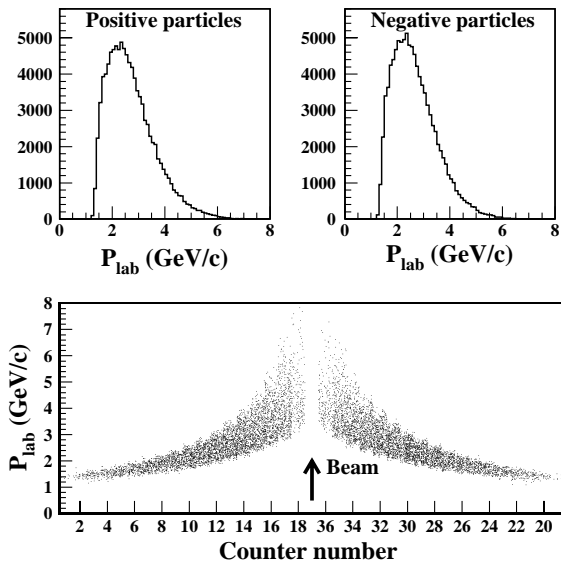 Positive particles
5000
4000
3000
2000
1000
0
0 2 4 6 8
P_lab (GeV/c)
Negative particles
5000
4000
3000
2000
1000
0
0 2 4 6 8
P_lab (GeV/c)
P_lab (GeV/c)
8
7
6
5
4
3
2
1
0
Beam
2 4 6 8 10 12 14 16 18 36 34 32 30 28 26 24 22 20
Counter number